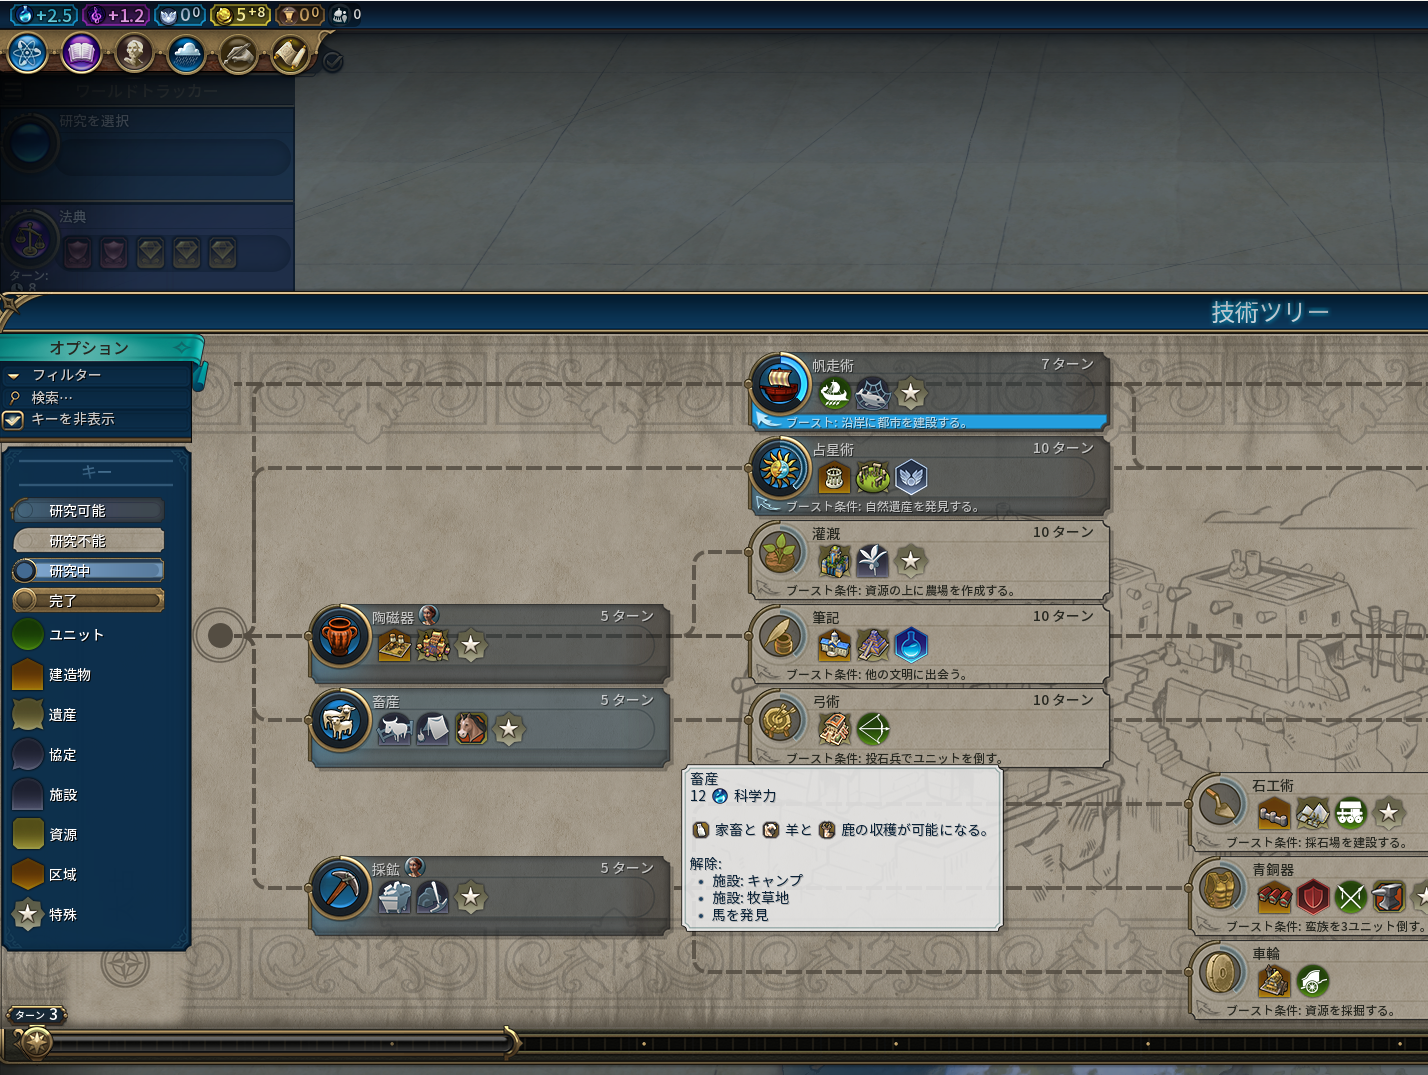 +2.5 +1.2 0 0 5 +8 0 0 0
ワールドトラッカー
研究を選択
法典
ターン:
8
技術ツリー
オプション
フィルター
検索…
キーを非表示
キー
研究可能
研究不能
研究中
完了
ユニット
建造物
遺産
協定
施設
資源
区域
特殊
帆走術 7 ターン
ブースト: 沿岸に都市を建設する。
占星術 10 ターン
ブースト条件: 自然遺産を発見する。
灌漑 10 ターン
ブースト条件: 資源の上に農場を作成する。
陶磁器 5 ターン
筆記 10 ターン
ブースト条件: 他の文明に出会う。
畜産 5 ターン
弓術 10 ターン
ブースト条件: 投石兵でユニットを倒す。
畜産
12 科学力
家畜と 羊と 鹿の収穫が可能になる。
解除:
• 施設: キャンプ
• 施設: 牧草地
• 馬を発見
採鉱 5 ターン
石工術
ブースト条件: 採石場を建設する。
青銅器
ブースト条件: 蛮族を3ユニット倒す。
車輪
ブースト条件: 資源を採掘する。
ターン 3